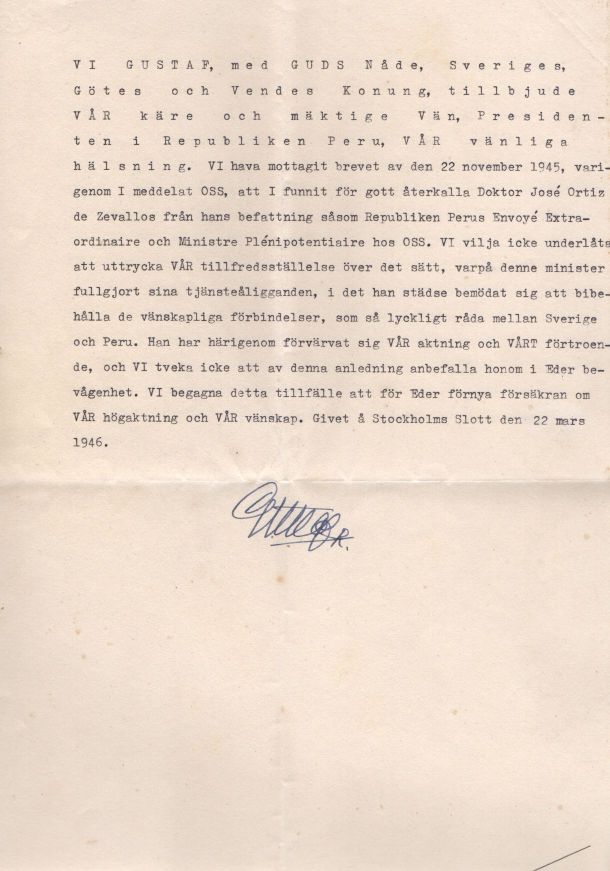 VI GUSTAF, med GUDS Nåde, Sveriges,
Götes och Vendes Konung, tillbjude
VÅR käre och mäktige Vän, Presiden-
ten i Republiken Peru, VÅR vänliga
hälsning. VI hava mottagit brevet av den 22 november 1945, vari-
genom I meddelat OSS, att I funnit för gott återkalla Doktor José Ortiz
de Zevallos från hans befattning såsom Republiken Perus Envoyé Extra-
ordinaire och Ministre Plénipotentiaire hos OSS. VI vilja icke underlåta
att uttrycka VÅR tillfredsställelse över det sätt, varpå denne minister
fullgjort sina tjänsteåligganden, i det han städse bemödat sig att bibe-
hålla de vänskapliga förbindelser, som så lyckligt råda mellan Sverige
och Peru. Han har härigenom förvärvat sig VÅR aktning och VÅRT förtroen-
de, och VI tveka icke att av denna anledning anbefalla honom i Eder be-
vågenhet. VI begagna detta tillfälle att för Eder förnya försäkran om
VÅR högaktning och VÅR vänskap. Givet å Stockholms Slott den 22 mars
1946.